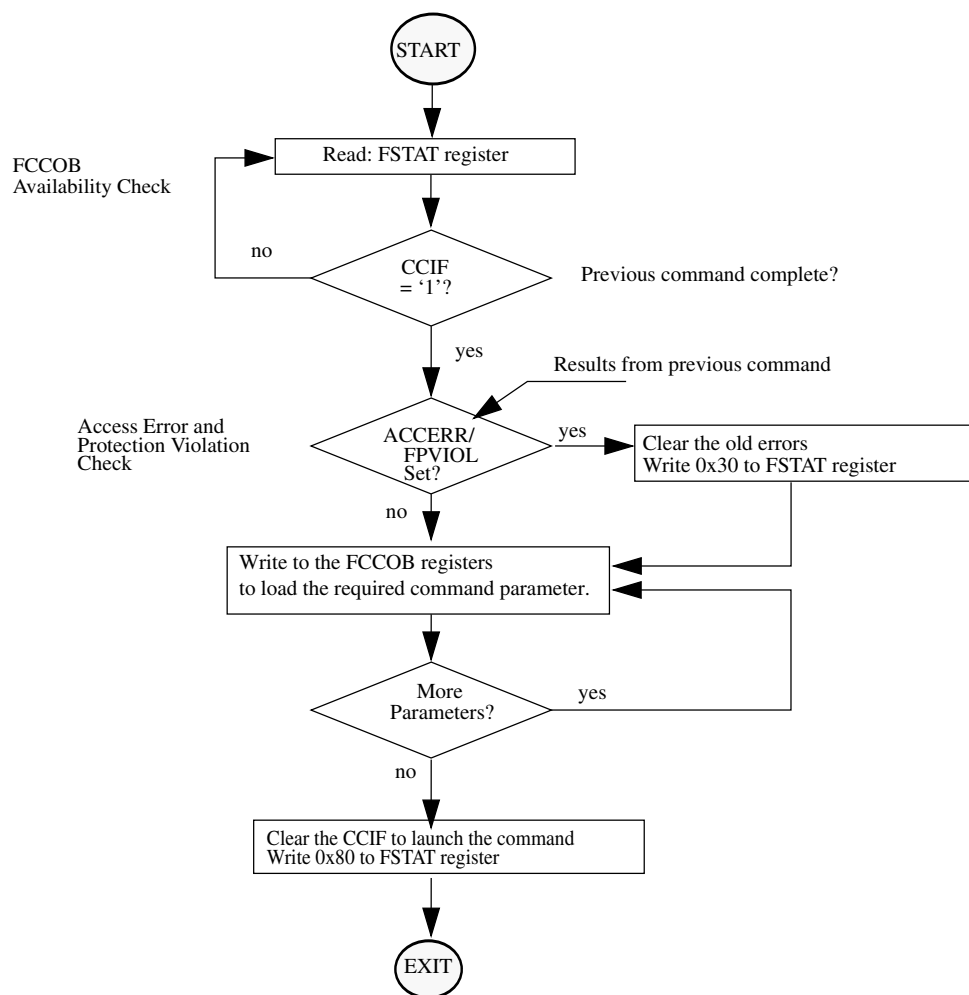 START
Read: FSTAT register
FCCOB
Availability Check
no
CCIF
= ‘1’?
Previous command complete?
yes
Results from previous command
Access Error and
Protection Violation
Check
ACCERR/
FPVIOL
Set?
yes
Clear the old errors
Write 0x30 to FSTAT register
no
Write to the FCCOB registers
to load the required command parameter.
More
Parameters?
yes
no
Clear the CCIF to launch the command
Write 0x80 to FSTAT register
EXIT